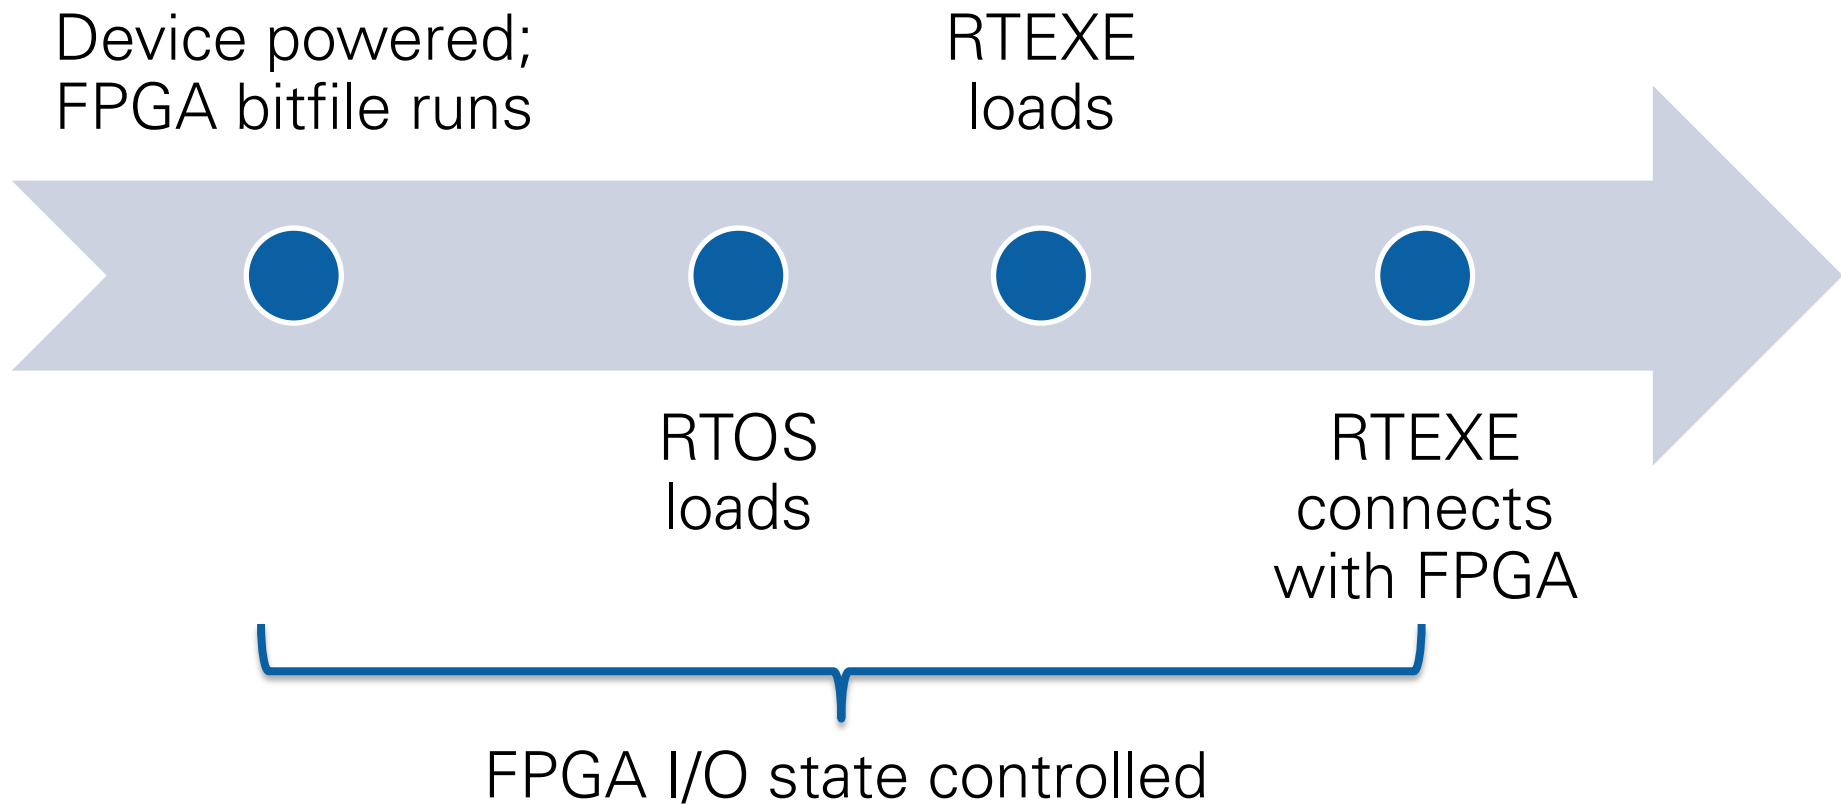 Device powered;
FPGA bitfile runs
RTEXE
loads
RTOS
loads
RTEXE
connects
with FPGA
FPGA I/O state controlled